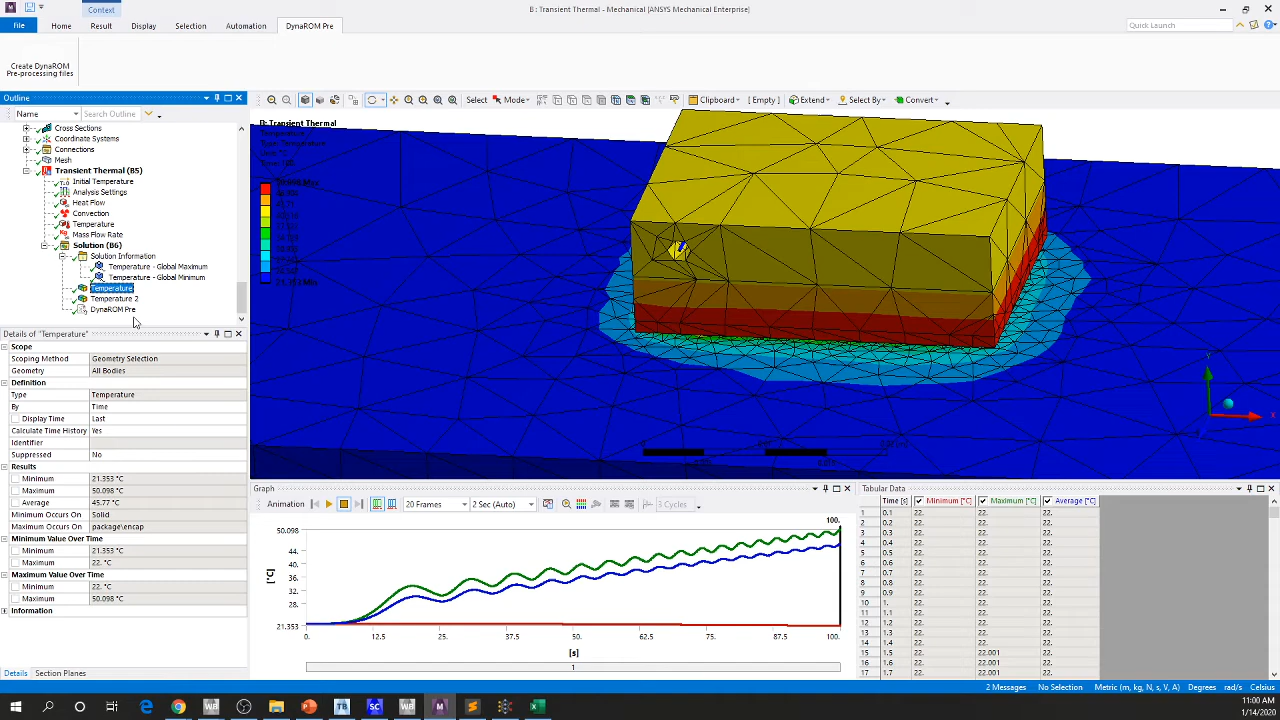 Context
B : Transient Thermal - Mechanical [ANSYS Mechanical Enterprise]
File Home Result Display Selection Automation DynaROM Pre
Quick Launch
Create DynaROM
Pre-processing files
Outline
Name Search Outline
Select Mode Clipboard [Empty] Select By Convert
Cross Sections
Coordinate Systems
Connections
Mesh
Transient Thermal (B5)
Initial Temperature
Analysis Settings
Heat Flow
Convection
Temperature
Mass Flow Rate
Solution (B6)
Solution Information
Temperature - Global Maximum
Temperature - Global Minimum
Temperature
Temperature 2
DynaROM Pre
B: Transient Thermal
Temperature
Type: Temperature
Details of "Temperature"
Scope
Scoping Method Geometry Selection
Geometry All Bodies
Definition
Type Temperature
By Time
Display Time Last
Calculate Time History Yes
Identifier
Suppressed No
Results
Minimum 21.353 °C
Maximum 50.098 °C
Average 45.77 °C
Minimum Occurs On Solid
Maximum Occurs On package\encap
Minimum Value Over Time
Minimum 21.353 °C
Maximum 22. °C
Maximum Value Over Time
Minimum 22. °C
Maximum 50.098 °C
Information
Details Section Planes
Graph
Animation 20 Frames 2 Sec (Auto) 3 Cycles
100.
50.098
44.
40.
36.
32.
28.
21.353
[°C]
0. 12.5 25. 37.5 50. 62.5 75. 87.5 100.
[s]
1
Tabular Data
Time [s] Minimum [°C] Maximum [°C] Average [°C]
1 0.1 22. 22. 22.
2 0.2 22. 22. 22.
3 0.3 22. 22. 22.
4 0.4 22. 22. 22.
5 0.5 22. 22. 22.
6 0.6 22. 22. 22.
7 0.7 22. 22. 22.
8 0.8 22. 22. 22.
9 0.9 22. 22. 22.
10 1. 22. 22. 22.
11 1.1 22. 22. 22.
12 1.2 22. 22. 22.
13 1.3 22. 22. 22.
14 1.4 22. 22. 22.
15 1.5 22. 22.001 22.
16 1.6 22. 22.001 22.
17 1.7 22. 22.001 22.
2 Messages No Selection Metric (m, kg, N, s, V, A) Degrees rad/s Celsius
11:00 AM
1/14/2020